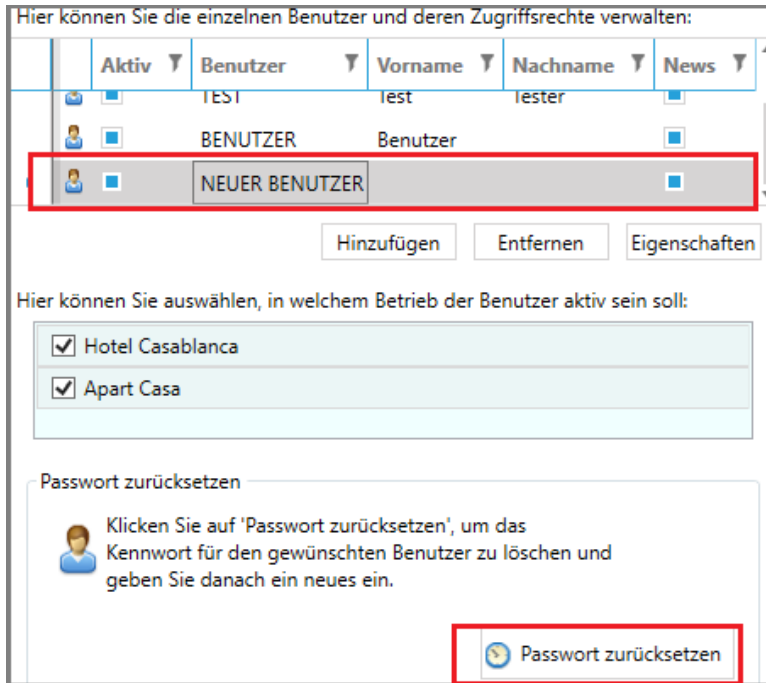 Hier können Sie die einzelnen Benutzer und deren Zugriffsrechte verwalten:
Aktiv Benutzer Vorname Nachname News
TEST Test Tester
BENUTZER Benutzer
NEUER BENUTZER
Hinzufügen Entfernen Eigenschaften
Hier können Sie auswählen, in welchem Betrieb der Benutzer aktiv sein soll:
Hotel Casablanca
Apart Casa
Passwort zurücksetzen
Klicken Sie auf 'Passwort zurücksetzen', um das
Kennwort für den gewünschten Benutzer zu löschen und
geben Sie danach ein neues ein.
Passwort zurücksetzen